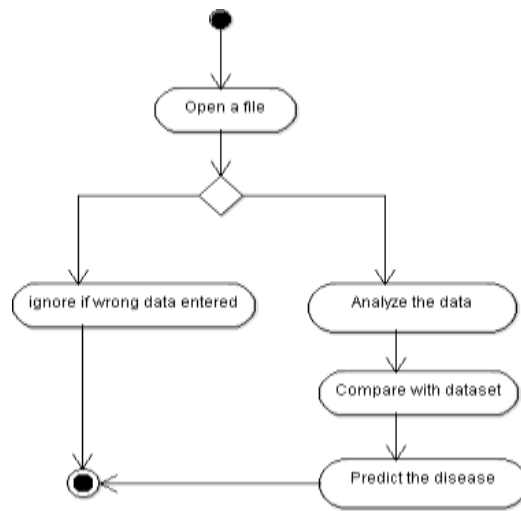 Open a file
ignore if wrong data entered
Analyze the data
Compare with dataset
Predict the disease